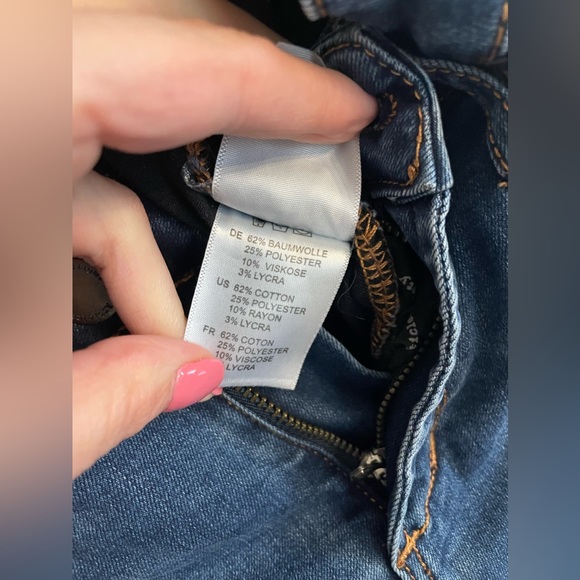 DE 62% BAUMWOLLE
25% POLYESTER
10% VISKOSE
3% LYCRA
US 62% COTTON
25% POLYESTER
10% RAYON
3% LYCRA
FR 62% COTON
25% POLYESTER
10% VISCOSE
LYCRA